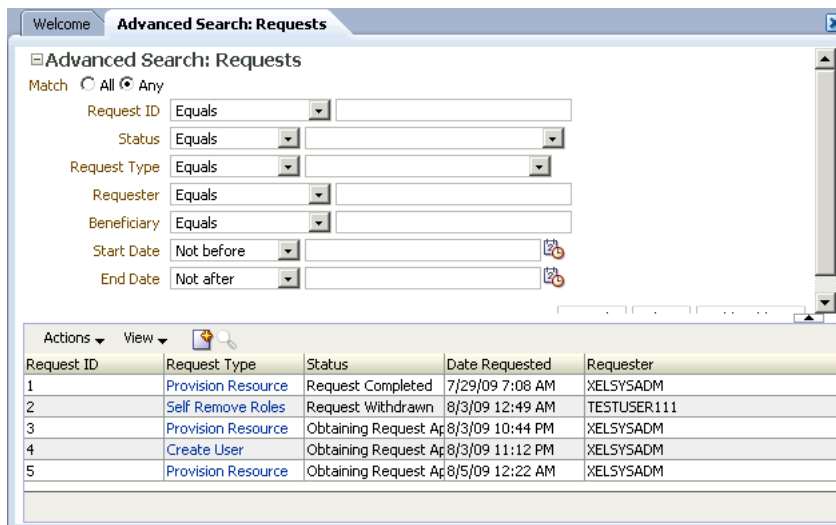 Welcome Advanced Search: Requests
Advanced Search: Requests
Match All Any
Request ID Equals
Status Equals
Request Type Equals
Requester Equals
Beneficiary Equals
Start Date Not before
End Date Not after
Actions View
Request ID Request Type Status Date Requested Requester
1 Provision Resource Request Completed 7/29/09 7:08 AM XELSYSADM
2 Self Remove Roles Request Withdrawn 8/3/09 12:49 AM TESTUSER111
3 Provision Resource Obtaining Request Ap 8/3/09 10:44 PM XELSYSADM
4 Create User Obtaining Request Ap 8/3/09 11:12 PM XELSYSADM
5 Provision Resource Obtaining Request Ap 8/5/09 12:22 AM XELSYSADM